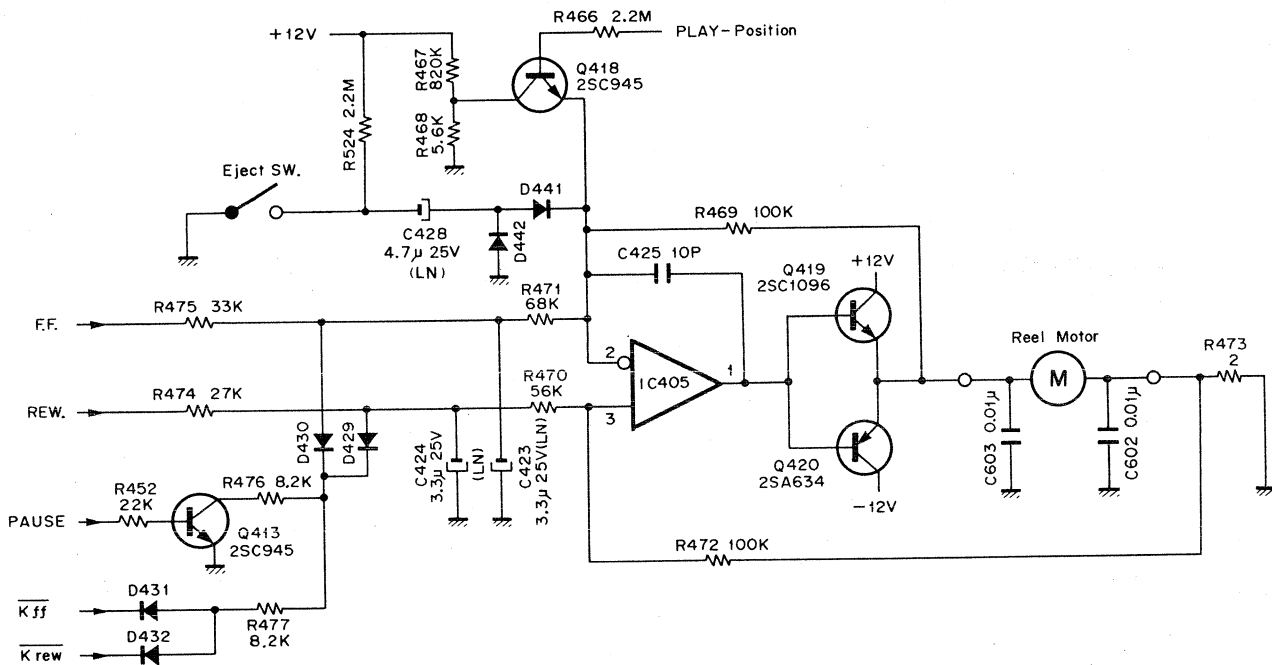 R466 2.2M
PLAY-Position
+12V
R467
820K
Q418
2SC945
R524 2.2M
R468
5.6K
Eject SW.
D441
R469 100K
C428
4.7μ 25V
(LN)
D442
C425 10P
Q419
2SC1096
+12V
R475 33K
R471
68K
F.F.
Reel Motor
R473
2
2
IC405
1
M
R474 27K
R470
56K
REW.
3
C603 0.01μ
C602 0.01μ
D430
D429
C424
3.3μ 25V
(LN)
C423
3.3μ 25V(LN)
Q420
2SA634
-12V
R452
22K
R476 8.2K
PAUSE
Q413
2SC945
R472 100K
D431
Kff
R477
8.2K
D432
Krew